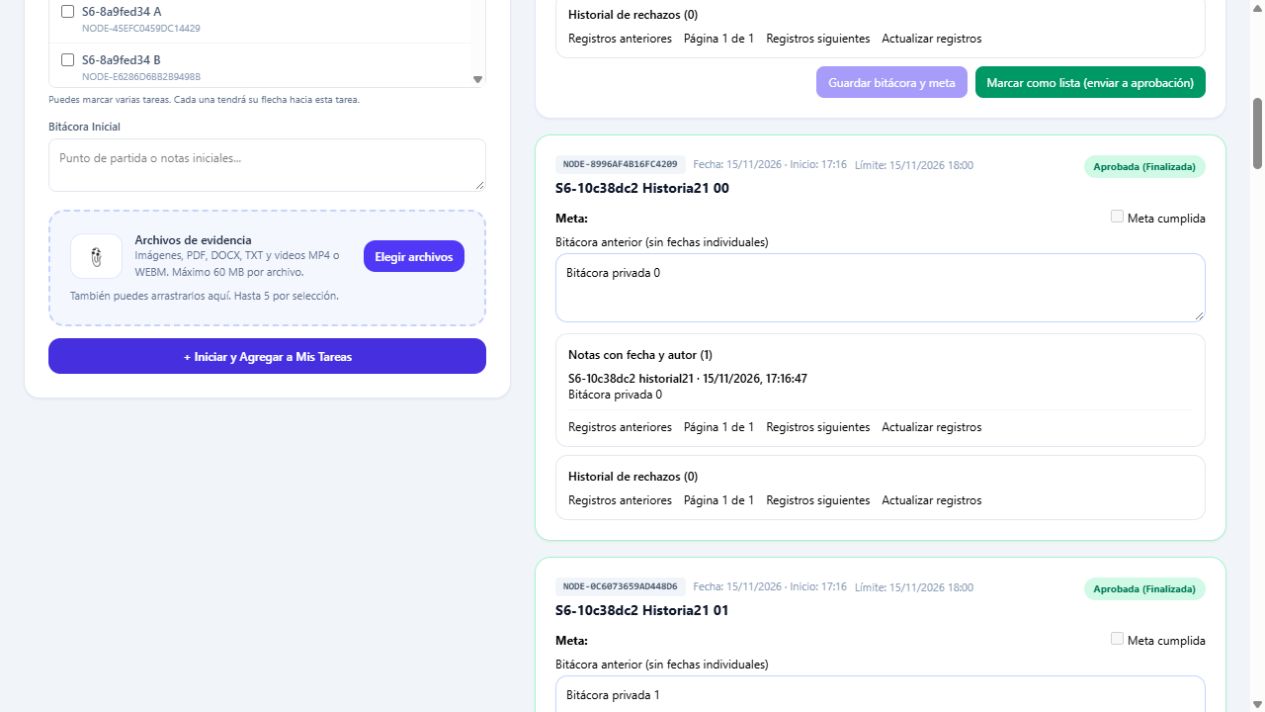 S6-8a9fed34 A
NODE-45EFC0459DC14429
S6-8a9fed34 B
NODE-E6286D6BB2B94988
Puedes marcar varias tareas. Cada una tendrá su flecha hacia esta tarea.
Bitácora Inicial
Punto de partida o notas iniciales...
Archivos de evidencia
Imágenes, PDF, DOCX, TXT y videos MP4 o
WEBM. Máximo 60 MB por archivo.
Elegir archivos
También puedes arrastrarlos aquí. Hasta 5 por selección.
+ Iniciar y Agregar a Mis Tareas
Historial de rechazos (0)
Registros anteriores Página 1 de 1 Registros siguientes Actualizar registros
Guardar bitácora y meta Marcar como lista (enviar a aprobación)
NODE-8996AF4B16FC4209 Fecha: 15/11/2026 - Inicio: 17:16 Límite: 15/11/2026 18:00 Aprobada (Finalizada)
S6-10c38dc2 Historia21 00
Meta: Meta cumplida
Bitácora anterior (sin fechas individuales)
Bitácora privada 0
Notas con fecha y autor (1)
S6-10c38dc2 historial21 · 15/11/2026, 17:16:47
Bitácora privada 0
Registros anteriores Página 1 de 1 Registros siguientes Actualizar registros
Historial de rechazos (0)
Registros anteriores Página 1 de 1 Registros siguientes Actualizar registros
NODE-0C6073659AD448D6 Fecha: 15/11/2026 - Inicio: 17:16 Límite: 15/11/2026 18:00 Aprobada (Finalizada)
S6-10c38dc2 Historia21 01
Meta: Meta cumplida
Bitácora anterior (sin fechas individuales)
Bitácora privada 1